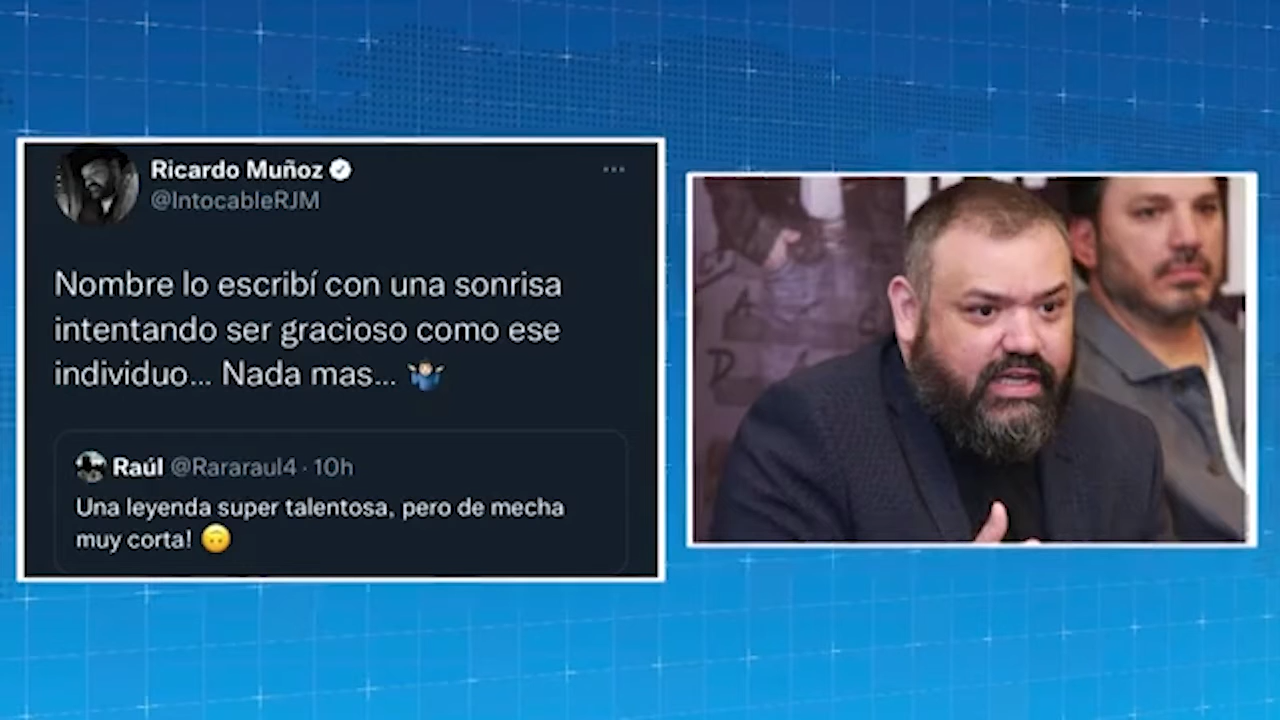 Ricardo Muñoz
@IntocableRJM
Nombre lo escribí con una sonrisa
intentando ser gracioso como ese
individuo... Nada mas... 🤷🏻‍♂️
Raúl @Rararaul4 · 10h
Una leyenda super talentosa, pero de mecha
muy corta! 🙃